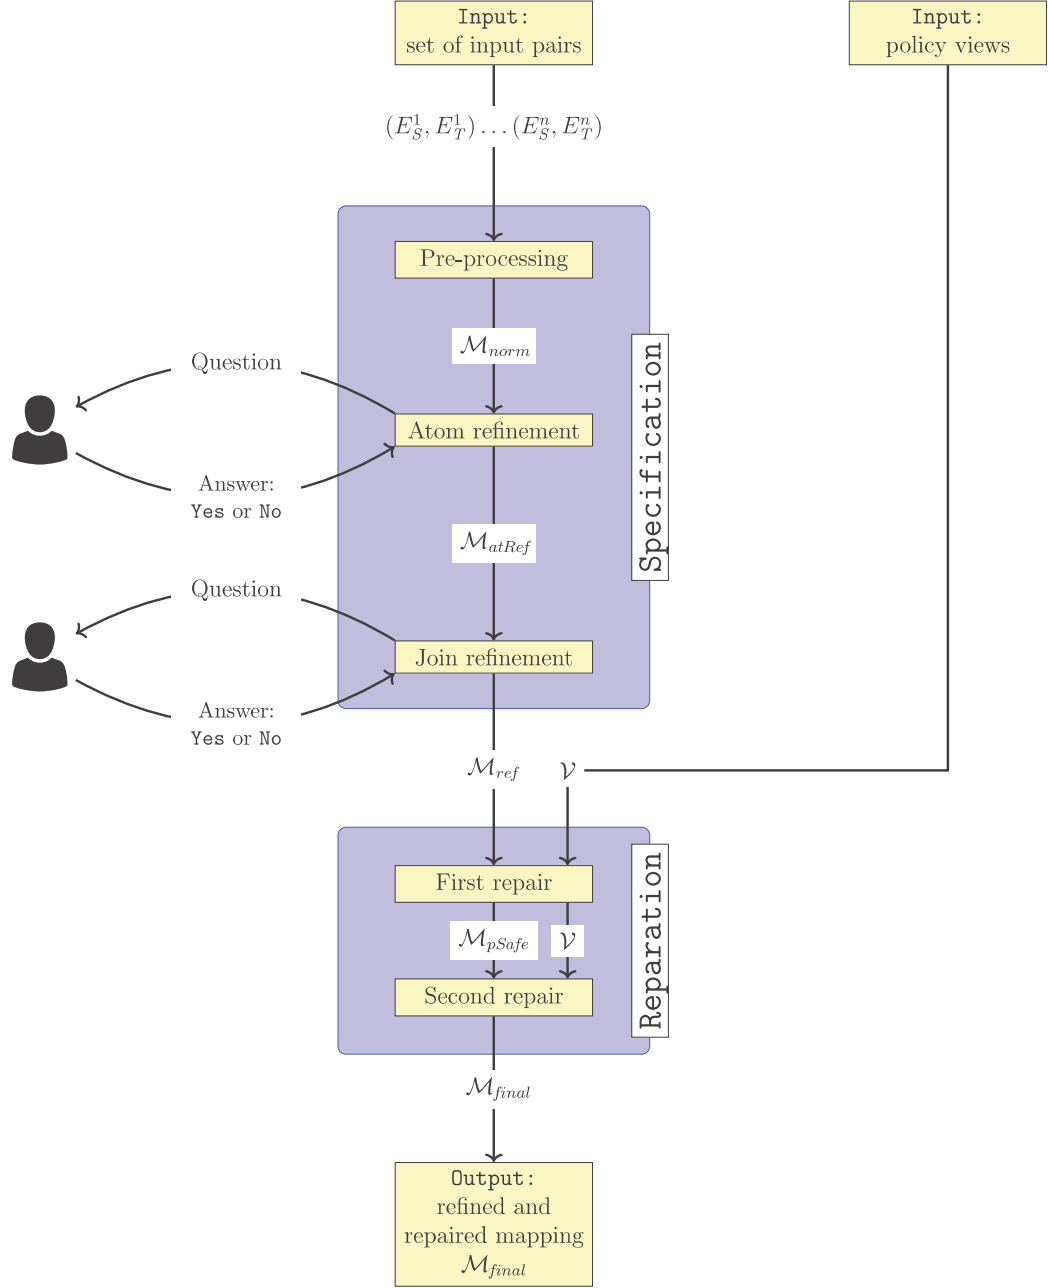 Input:
set of input pairs
Input:
policy views
(E_S^1, E_T^1) … (E_S^n, E_T^n)
Pre-processing
M_norm
Question
Atom refinement
Answer:
Yes or No
Specification
M_atRef
Question
Join refinement
Answer:
Yes or No
M_ref
V
First repair
M_pSafe
V
Reparation
Second repair
M_final
Output:
refined and
repaired mapping
M_final